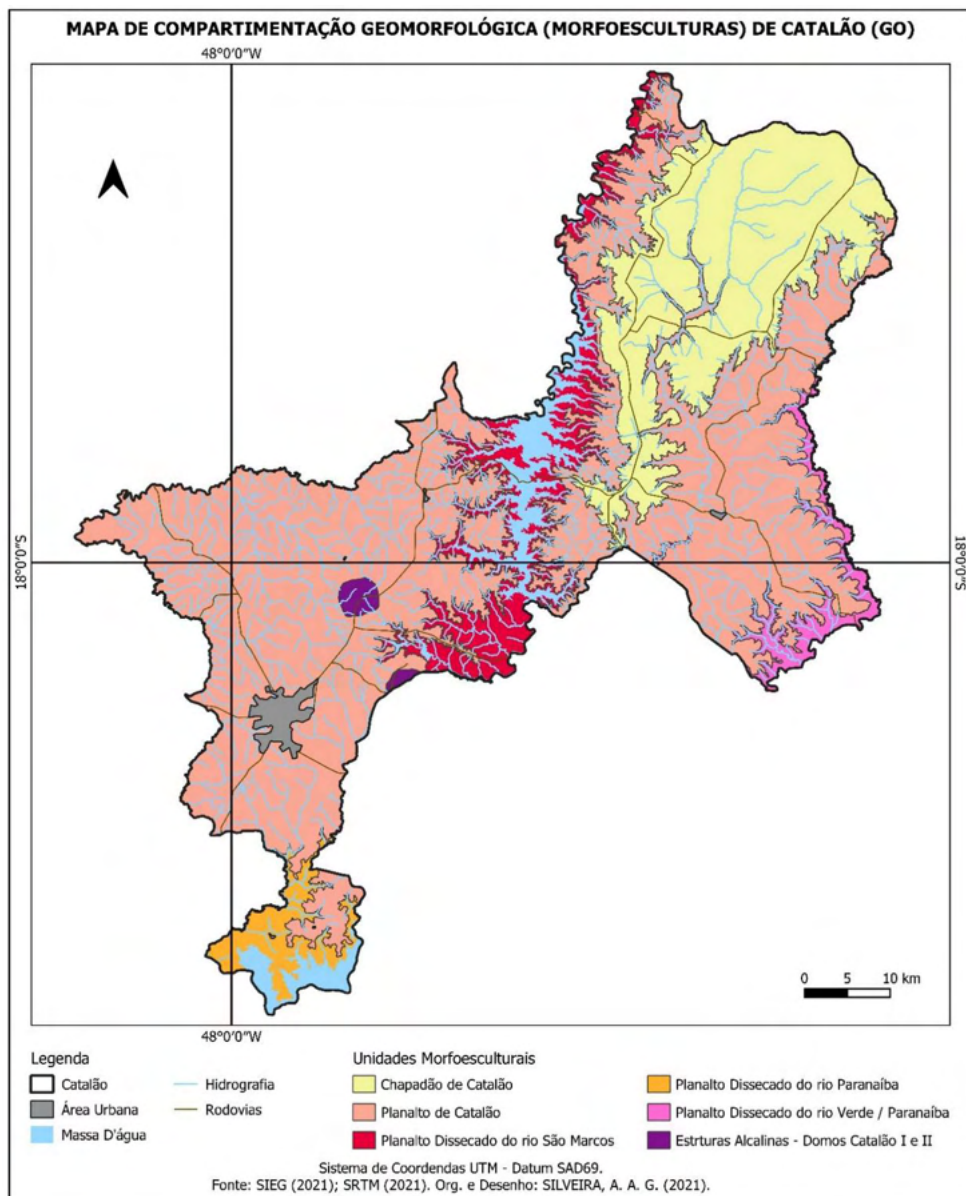 MAPA DE COMPARTIMENTAÇÃO GEOMORFOLÓGICA (MORFOESCULTURAS) DE CATALÃO (GO)
48°0'0"W
18°0'0"S
18°0'0"S
0 5 10 km
48°0'0"W
Legenda
Catalão
Área Urbana
Massa D'água
Hidrografia
Rodovias
Unidades Morfoesculturais
Chapadão de Catalão
Planalto de Catalão
Planalto Dissecado do rio São Marcos
Planalto Dissecado do rio Paranaíba
Planalto Dissecado do rio Verde / Paranaíba
Estrturas Alcalinas - Domos Catalão I e II
Sistema de Coordendas UTM - Datum SAD69.
Fonte: SIEG (2021); SRTM (2021). Org. e Desenho: SILVEIRA, A. A. G. (2021).